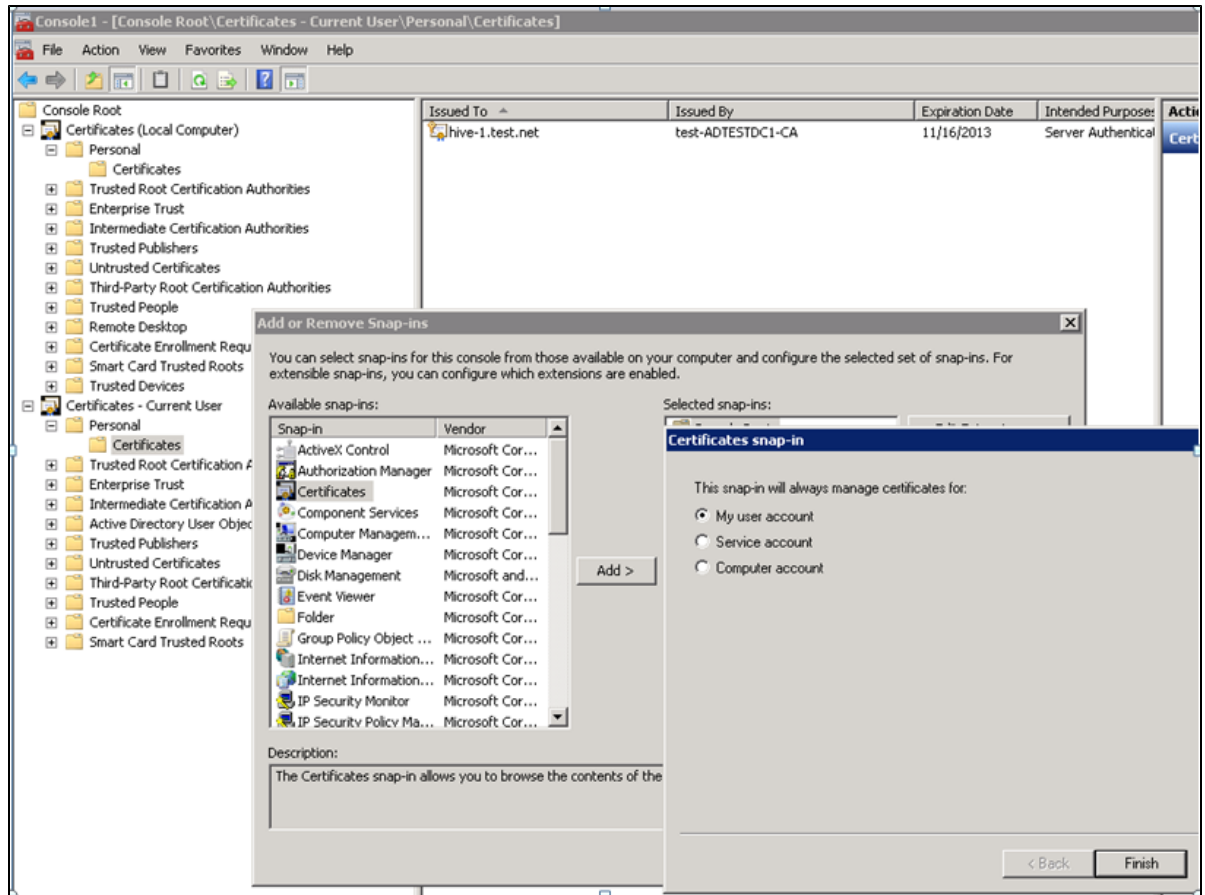 Console1 - [Console Root\Certificates - Current User\Personal\Certificates]
File Action View Favorites Window Help
Console Root
Certificates (Local Computer)
Personal
Certificates
Trusted Root Certification Authorities
Enterprise Trust
Intermediate Certification Authorities
Trusted Publishers
Untrusted Certificates
Third-Party Root Certification Authorities
Trusted People
Remote Desktop
Certificate Enrollment Requ
Smart Card Trusted Roots
Trusted Devices
Certificates - Current User
Personal
Certificates
Trusted Root Certification A
Enterprise Trust
Intermediate Certification A
Active Directory User Objec
Trusted Publishers
Untrusted Certificates
Third-Party Root Certificatio
Trusted People
Certificate Enrollment Requ
Smart Card Trusted Roots
Issued To Issued By Expiration Date Intended Purposes
hive-1.test.net test-ADTESTDC1-CA 11/16/2013 Server Authenticat
Actio
Cert
Add or Remove Snap-ins
You can select snap-ins for this console from those available on your computer and configure the selected set of snap-ins. For
extensible snap-ins, you can configure which extensions are enabled.
Available snap-ins:
Snap-in Vendor
ActiveX Control Microsoft Cor...
Authorization Manager Microsoft Cor...
Certificates Microsoft Cor...
Component Services Microsoft Cor...
Computer Managem... Microsoft Cor...
Device Manager Microsoft Cor...
Disk Management Microsoft and...
Event Viewer Microsoft Cor...
Folder Microsoft Cor...
Group Policy Object ... Microsoft Cor...
Internet Information... Microsoft Cor...
Internet Information... Microsoft Cor...
IP Security Monitor Microsoft Cor...
IP Security Policy Ma... Microsoft Cor...
Add >
Selected snap-ins:
Description:
The Certificates snap-in allows you to browse the contents of the
Certificates snap-in
This snap-in will always manage certificates for:
My user account
Service account
Computer account
< Back Finish